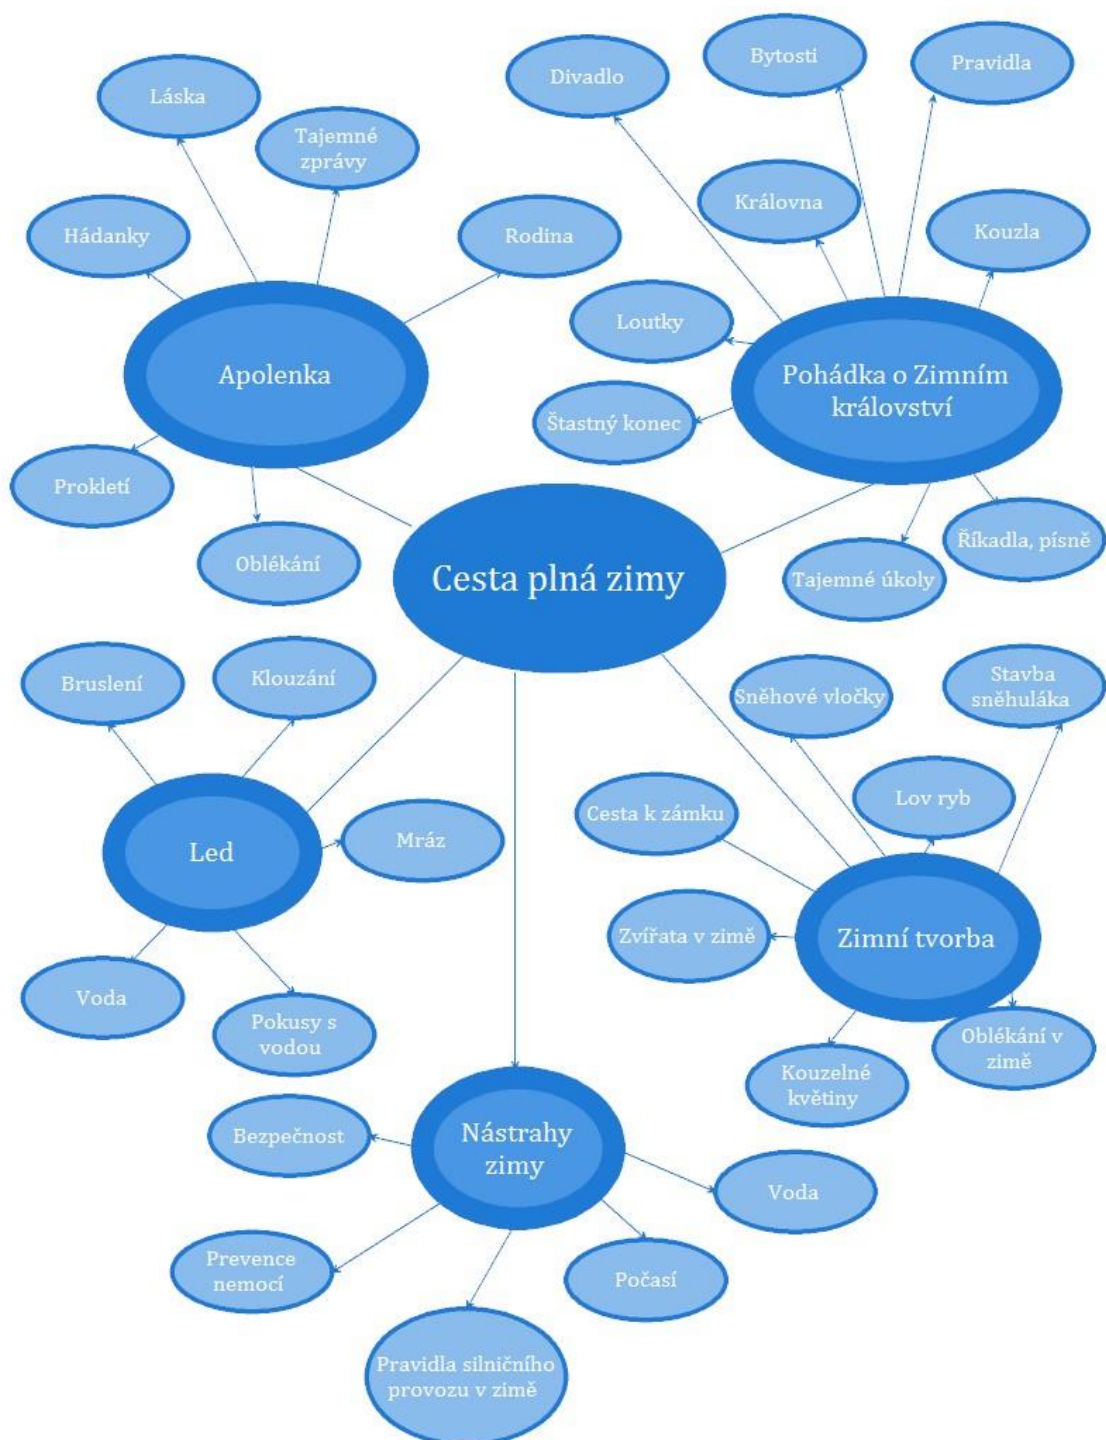 Láska
Tajemné
zprávy
Hádanky
Rodina
Apolenka
Prokletí
Oblékání
Divadlo
Bytosti
Pravidla
Královna
Kouzla
Loutky
Pohádka o Zimním
království
Štastný konec
Říkadla, písně
Tajemné úkoly
Cesta plná zimy
Bruslení
Klouzání
Led
Mráz
Voda
Pokusy s
vodou
Sněhové vločky
Stavba
sněhuláka
Lov ryb
Cesta k zámku
Zvířata v zimě
Zimní tvorba
Kouzelné
květiny
Oblékání v
zimě
Nástrahy
zimy
Bezpečnost
Voda
Prevence
nemocí
Počasí
Pravidla silničního
provozu v zimě